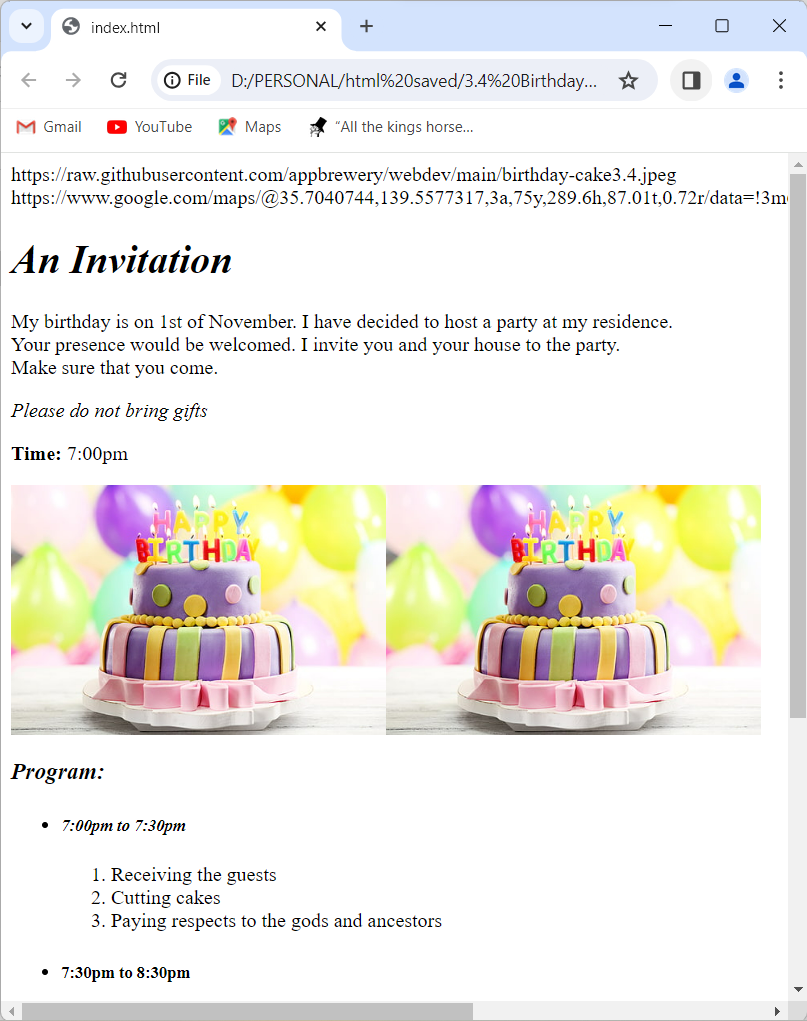 index.html
File
D:/PERSONAL/html%20saved/3.4%20Birthday...
Gmail
YouTube
Maps
"All the kings horse...
https://raw.githubusercontent.com/appbrewery/webdev/main/birthday-cake3.4.jpeg
https://www.google.com/maps/@35.7040744,139.5577317,3a,75y,289.6h,87.01t,0.72r/data=!3m
An Invitation
My birthday is on 1st of November. I have decided to host a party at my residence.
Your presence would be welcomed. I invite you and your house to the party.
Make sure that you come.
Please do not bring gifts
Time: 7:00pm
HAPPY
BIRTHDAY
HAPPY
BIRTHDAY
Program:
7:00pm to 7:30pm
1. Receiving the guests
2. Cutting cakes
3. Paying respects to the gods and ancestors
7:30pm to 8:30pm